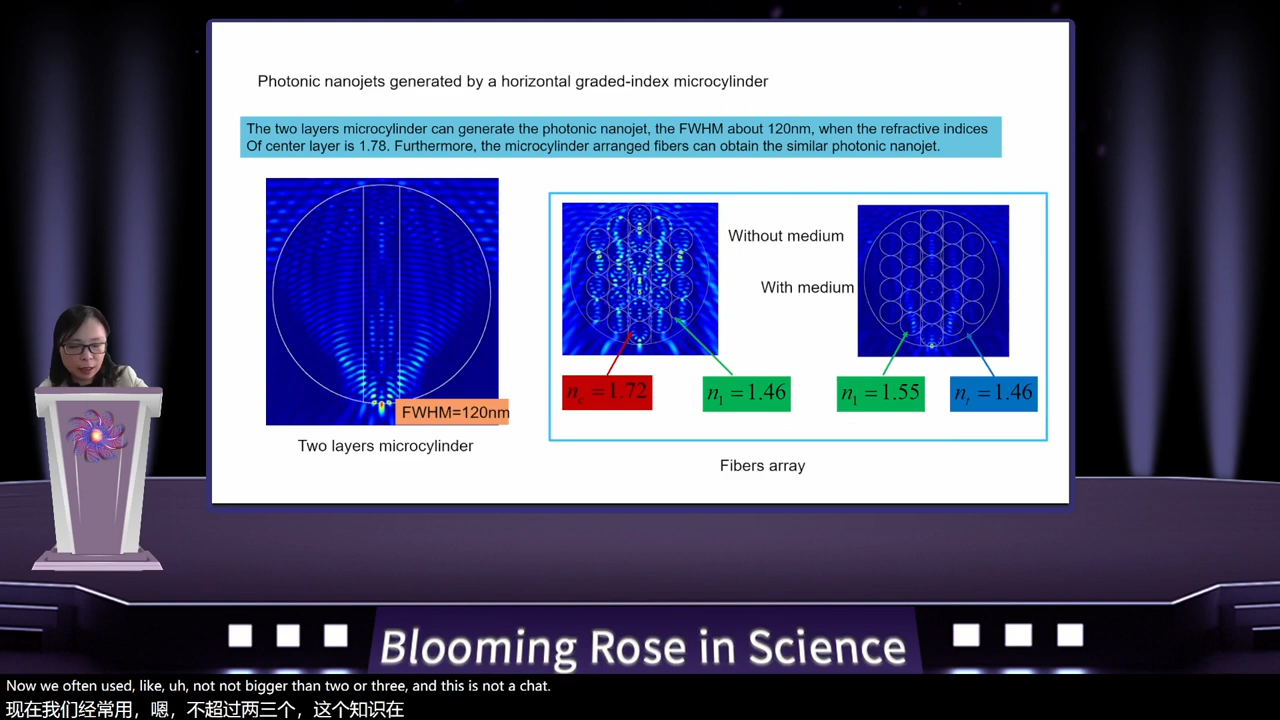 Photonic nanojets generated by a horizontal graded-index microcylinder
The two layers microcylinder can generate the photonic nanojet, the FWHM about 120nm, when the refractive indices
Of center layer is 1.78. Furthermore, the microcylinder arranged fibers can obtain the similar photonic nanojet.
Without medium
With medium
n_c = 1.72
n_1 = 1.46
n_1 = 1.55
n_t = 1.46
FWHM=120nm
Two layers microcylinder
Fibers array
Blooming Rose in Science
Now we often used, like, uh, not not bigger than two or three, and this is not a chat.
现在我们经常用，嗯，不超过两三个，这个知识在